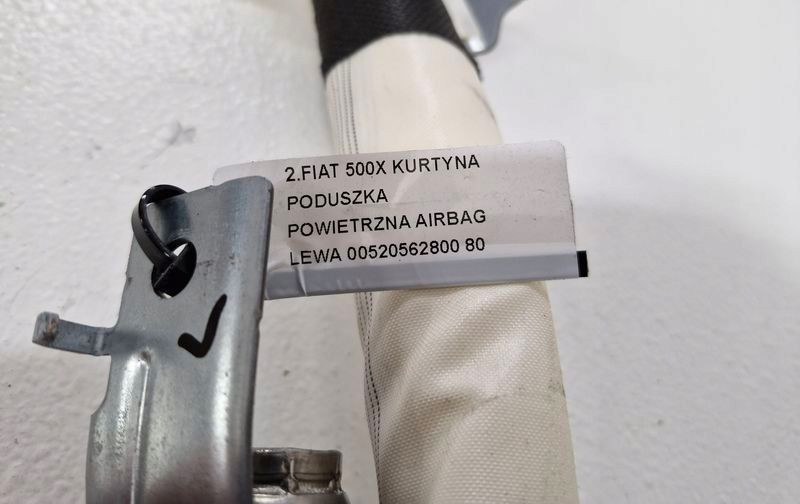 2.FIAT 500X KURTYNA
PODUSZKA
POWIETRZNA AIRBAG
LEWA 00520562800 80